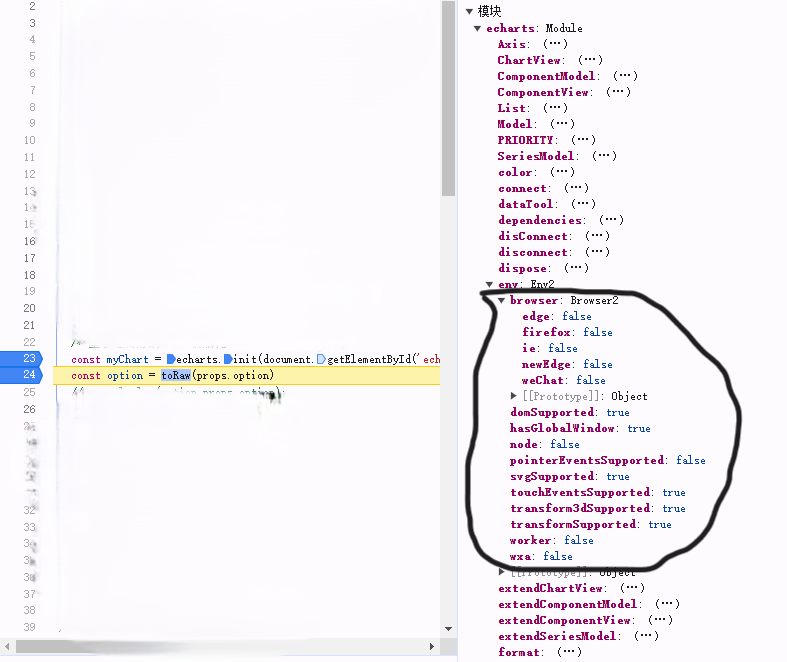 2
3
4
5
6
7
8
9
10
11
12
13
14
15
16
17
18
19
20
21
22
23 const myChart = echarts.init(document.getElementById('ech
24 const option = toRaw(props.option)
25
26
32
33
34
36
37
38
39
模块
echarts: Module
Axis: (...)
ChartView: (...)
ComponentModel: (...)
ComponentView: (...)
List: (...)
Model: (...)
PRIORITY: (...)
SeriesModel: (...)
color: (...)
connect: (...)
dataTool: (...)
dependencies: (...)
disConnect: (...)
disconnect: (...)
dispose: (...)
env: Env2
browser: Browser2
edge: false
firefox: false
ie: false
newEdge: false
weChat: false
[[Prototype]]: Object
domSupported: true
hasGlobalWindow: true
node: false
pointerEventsSupported: false
svgSupported: true
touchEventsSupported: true
transform3dSupported: true
transformSupported: true
worker: false
wxa: false
[[Prototype]]: Object
extendChartView: (...)
extendComponentModel: (...)
extendComponentView: (...)
extendSeriesModel: (...)
format: (...)